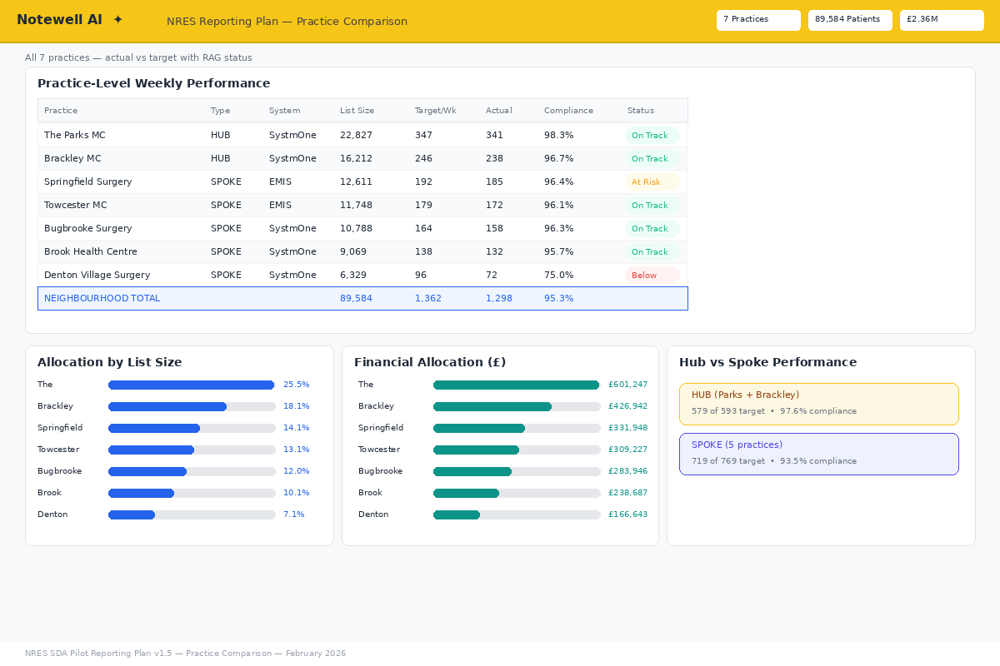 Notewell AI ✦ NRES Reporting Plan — Practice Comparison 7 Practices 89,584 Patients £2.36M
All 7 practices — actual vs target with RAG status
Practice-Level Weekly Performance
Practice Type System List Size Target/Wk Actual Compliance Status
The Parks MC HUB SystmOne 22,827 347 341 98.3% On Track
Brackley MC HUB SystmOne 16,212 246 238 96.7% On Track
Springfield Surgery SPOKE EMIS 12,611 192 185 96.4% At Risk
Towcester MC SPOKE EMIS 11,748 179 172 96.1% On Track
Bugbrooke Surgery SPOKE SystmOne 10,788 164 158 96.3% On Track
Brook Health Centre SPOKE SystmOne 9,069 138 132 95.7% On Track
Denton Village Surgery SPOKE SystmOne 6,329 96 72 75.0% Below
NEIGHBOURHOOD TOTAL 89,584 1,362 1,298 95.3%
Allocation by List Size
The 25.5%
Brackley 18.1%
Springfield 14.1%
Towcester 13.1%
Bugbrooke 12.0%
Brook 10.1%
Denton 7.1%
Financial Allocation (£)
The £601,247
Brackley £426,942
Springfield £331,948
Towcester £309,227
Bugbrooke £283,946
Brook £238,687
Denton £166,643
Hub vs Spoke Performance
HUB (Parks + Brackley)
579 of 593 target • 97.6% compliance
SPOKE (5 practices)
719 of 769 target • 93.5% compliance
NRES SDA Pilot Reporting Plan v1.5 — Practice Comparison — February 2026